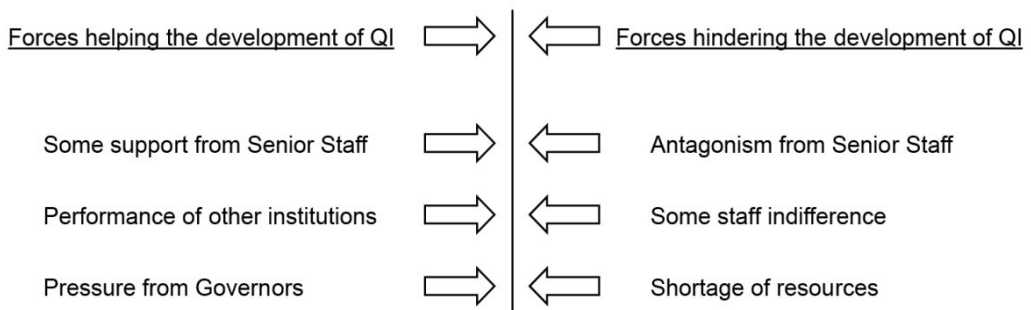 Forces helping the development of QI
Forces hindering the development of QI
Some support from Senior Staff
Antagonism from Senior Staff
Performance of other institutions
Some staff indifference
Pressure from Governors
Shortage of resources